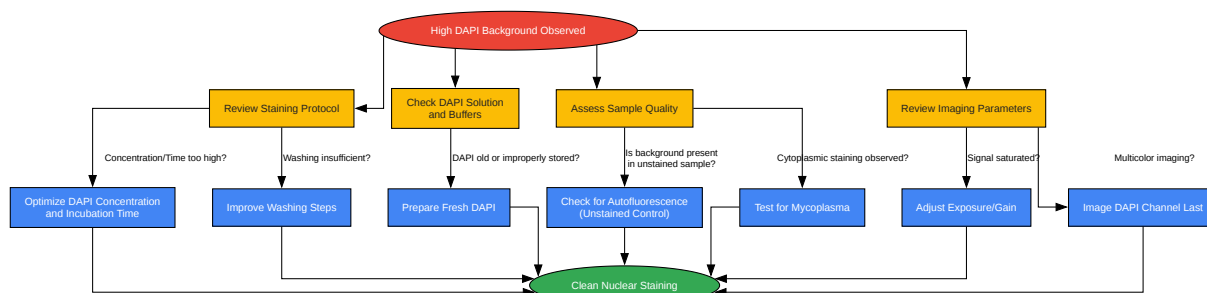 High DAPI Background Observed
Review Staining Protocol
Check DAPI Solution
and Buffers
Assess Sample Quality
Review Imaging Parameters
Concentration/Time too high?
Washing insufficient?
DAPI old or improperly stored?
Is background present
in unstained sample?
Cytoplasmic staining observed?
Signal saturated?
Multicolor imaging?
Optimize DAPI Concentration
and Incubation Time
Improve Washing Steps
Prepare Fresh DAPI
Check for Autofluorescence
(Unstained Control)
Test for Mycoplasma
Adjust Exposure/Gain
Image DAPI Channel Last
Clean Nuclear Staining